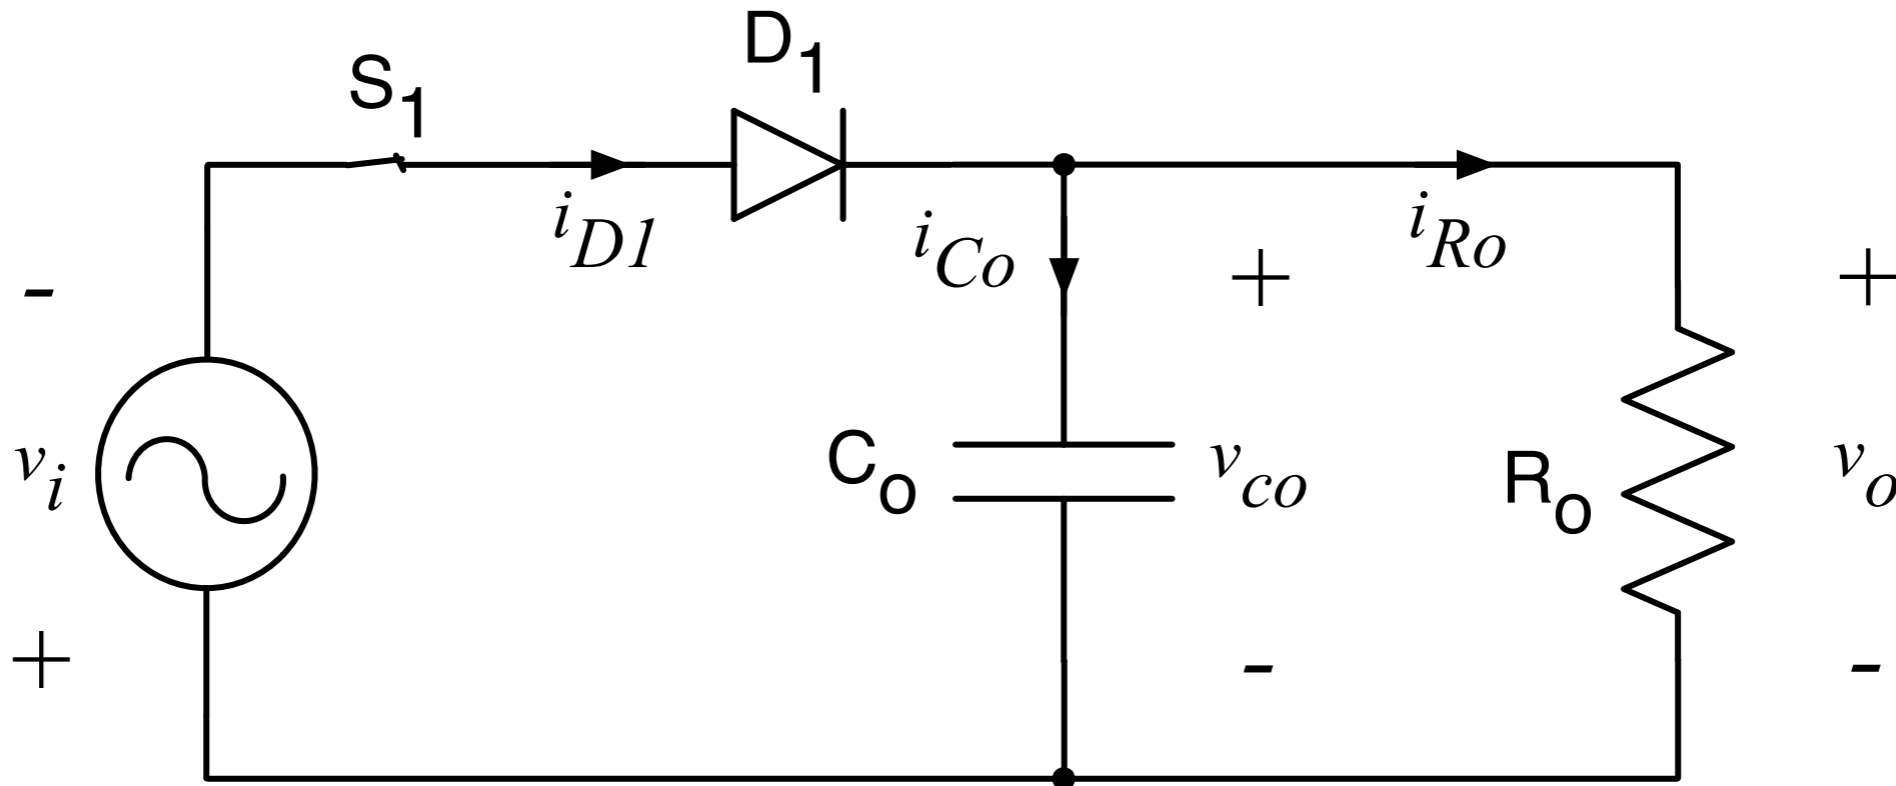 D1
S1
iD1
iCo
iRo
-
+
+
vi
Co
vco
Ro
vo
+
-
-